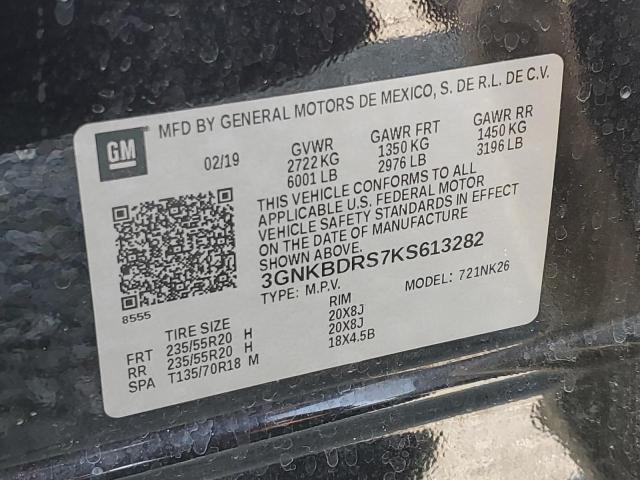 GM
MFD BY GENERAL MOTORS DE MEXICO, S. DE R.L. DE C.V.
02/19 GVWR GAWR FRT GAWR RR
2722 KG 1350 KG 1450 KG
6001 LB 2976 LB 3196 LB
THIS VEHICLE CONFORMS TO ALL
APPLICABLE U.S. FEDERAL MOTOR
VEHICLE SAFETY STANDARDS IN EFFECT
ON THE DATE OF MANUFACTURE
SHOWN ABOVE.
3GNKBDRS7KS613282
TYPE: M.P.V. MODEL: 721NK26
8555
TIRE SIZE RIM
FRT 235/55R20 H 20X8J
RR 235/55R20 H 20X8J
SPA T135/70R18 M 18X4.5B